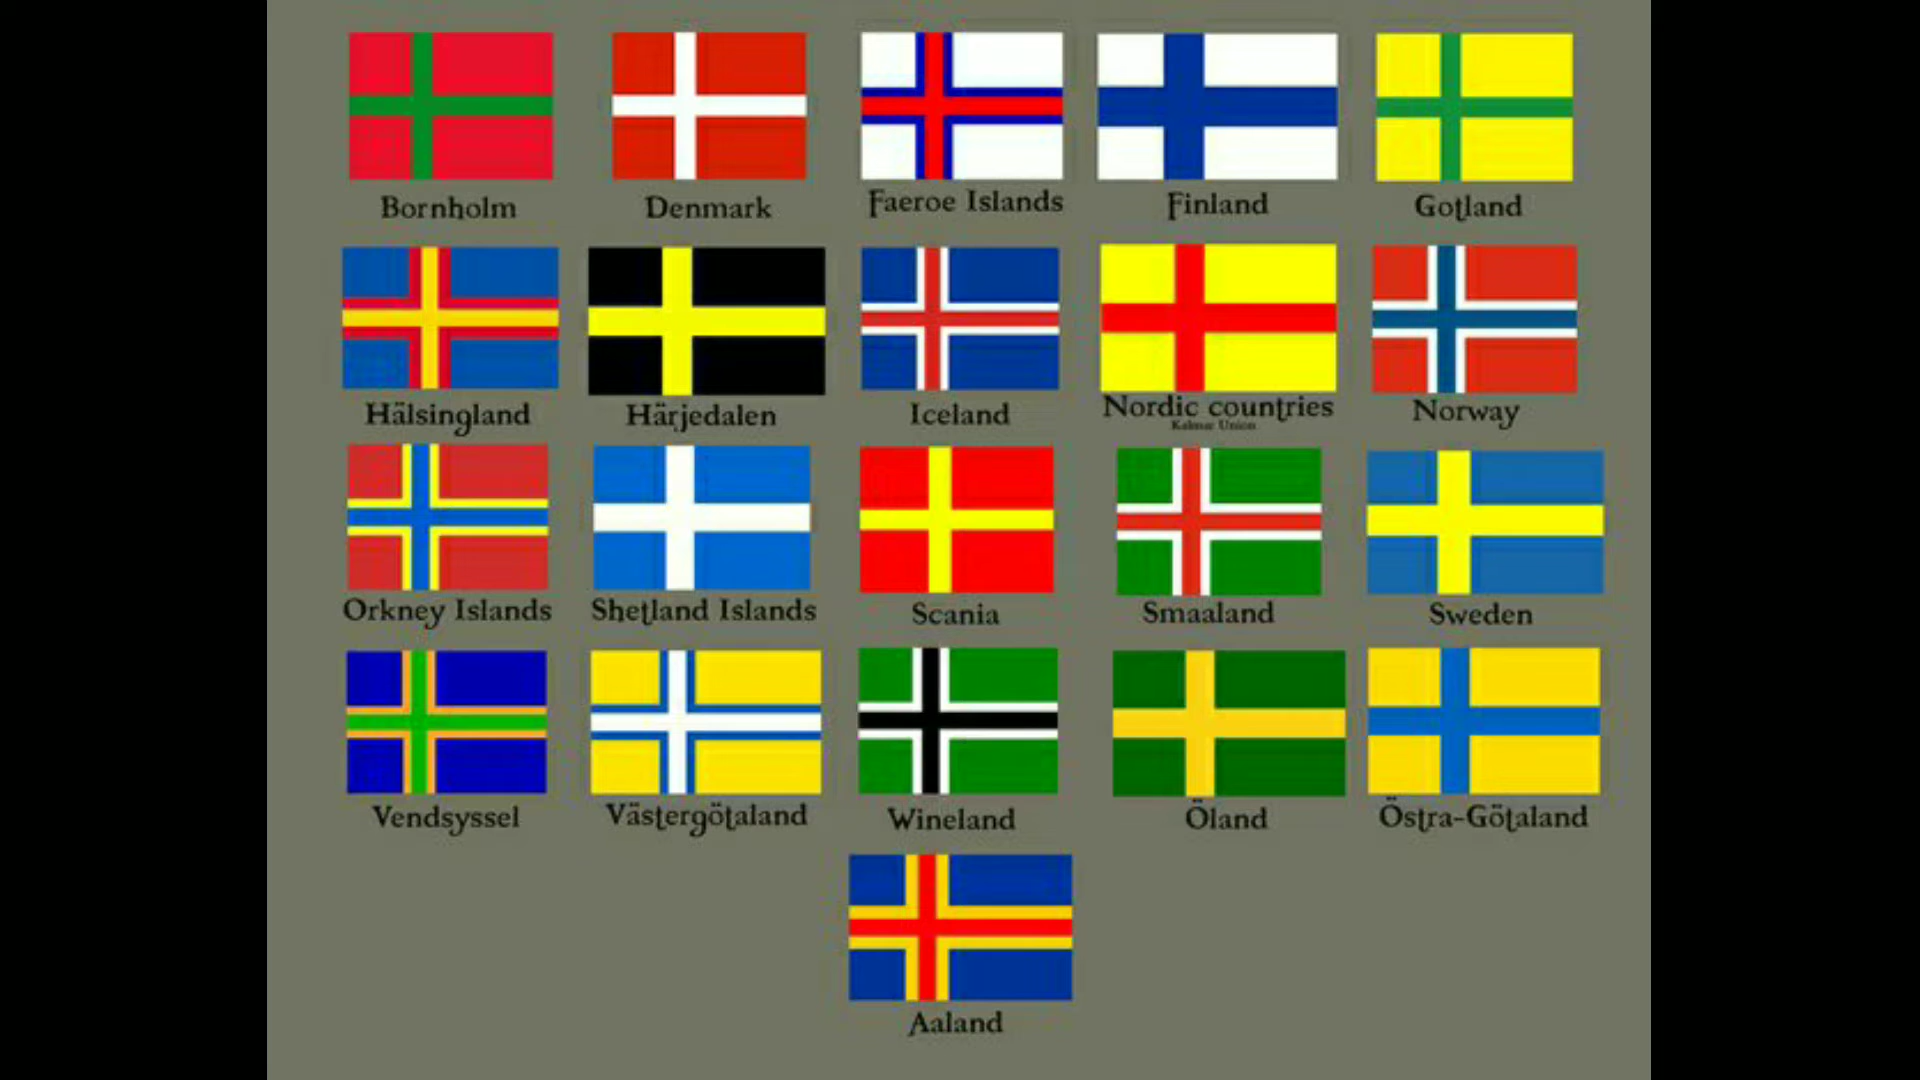 Bornholm
Denmark
Faeroe Islands
Finland
Gotland
Hälsingland
Härjedalen
Iceland
Nordic countries
Kalmar Union
Norway
Orkney Islands
Shetland Islands
Scania
Smaaland
Sweden
Vendsyssel
Västergötaland
Wineland
Öland
Östra-Götaland
Aaland